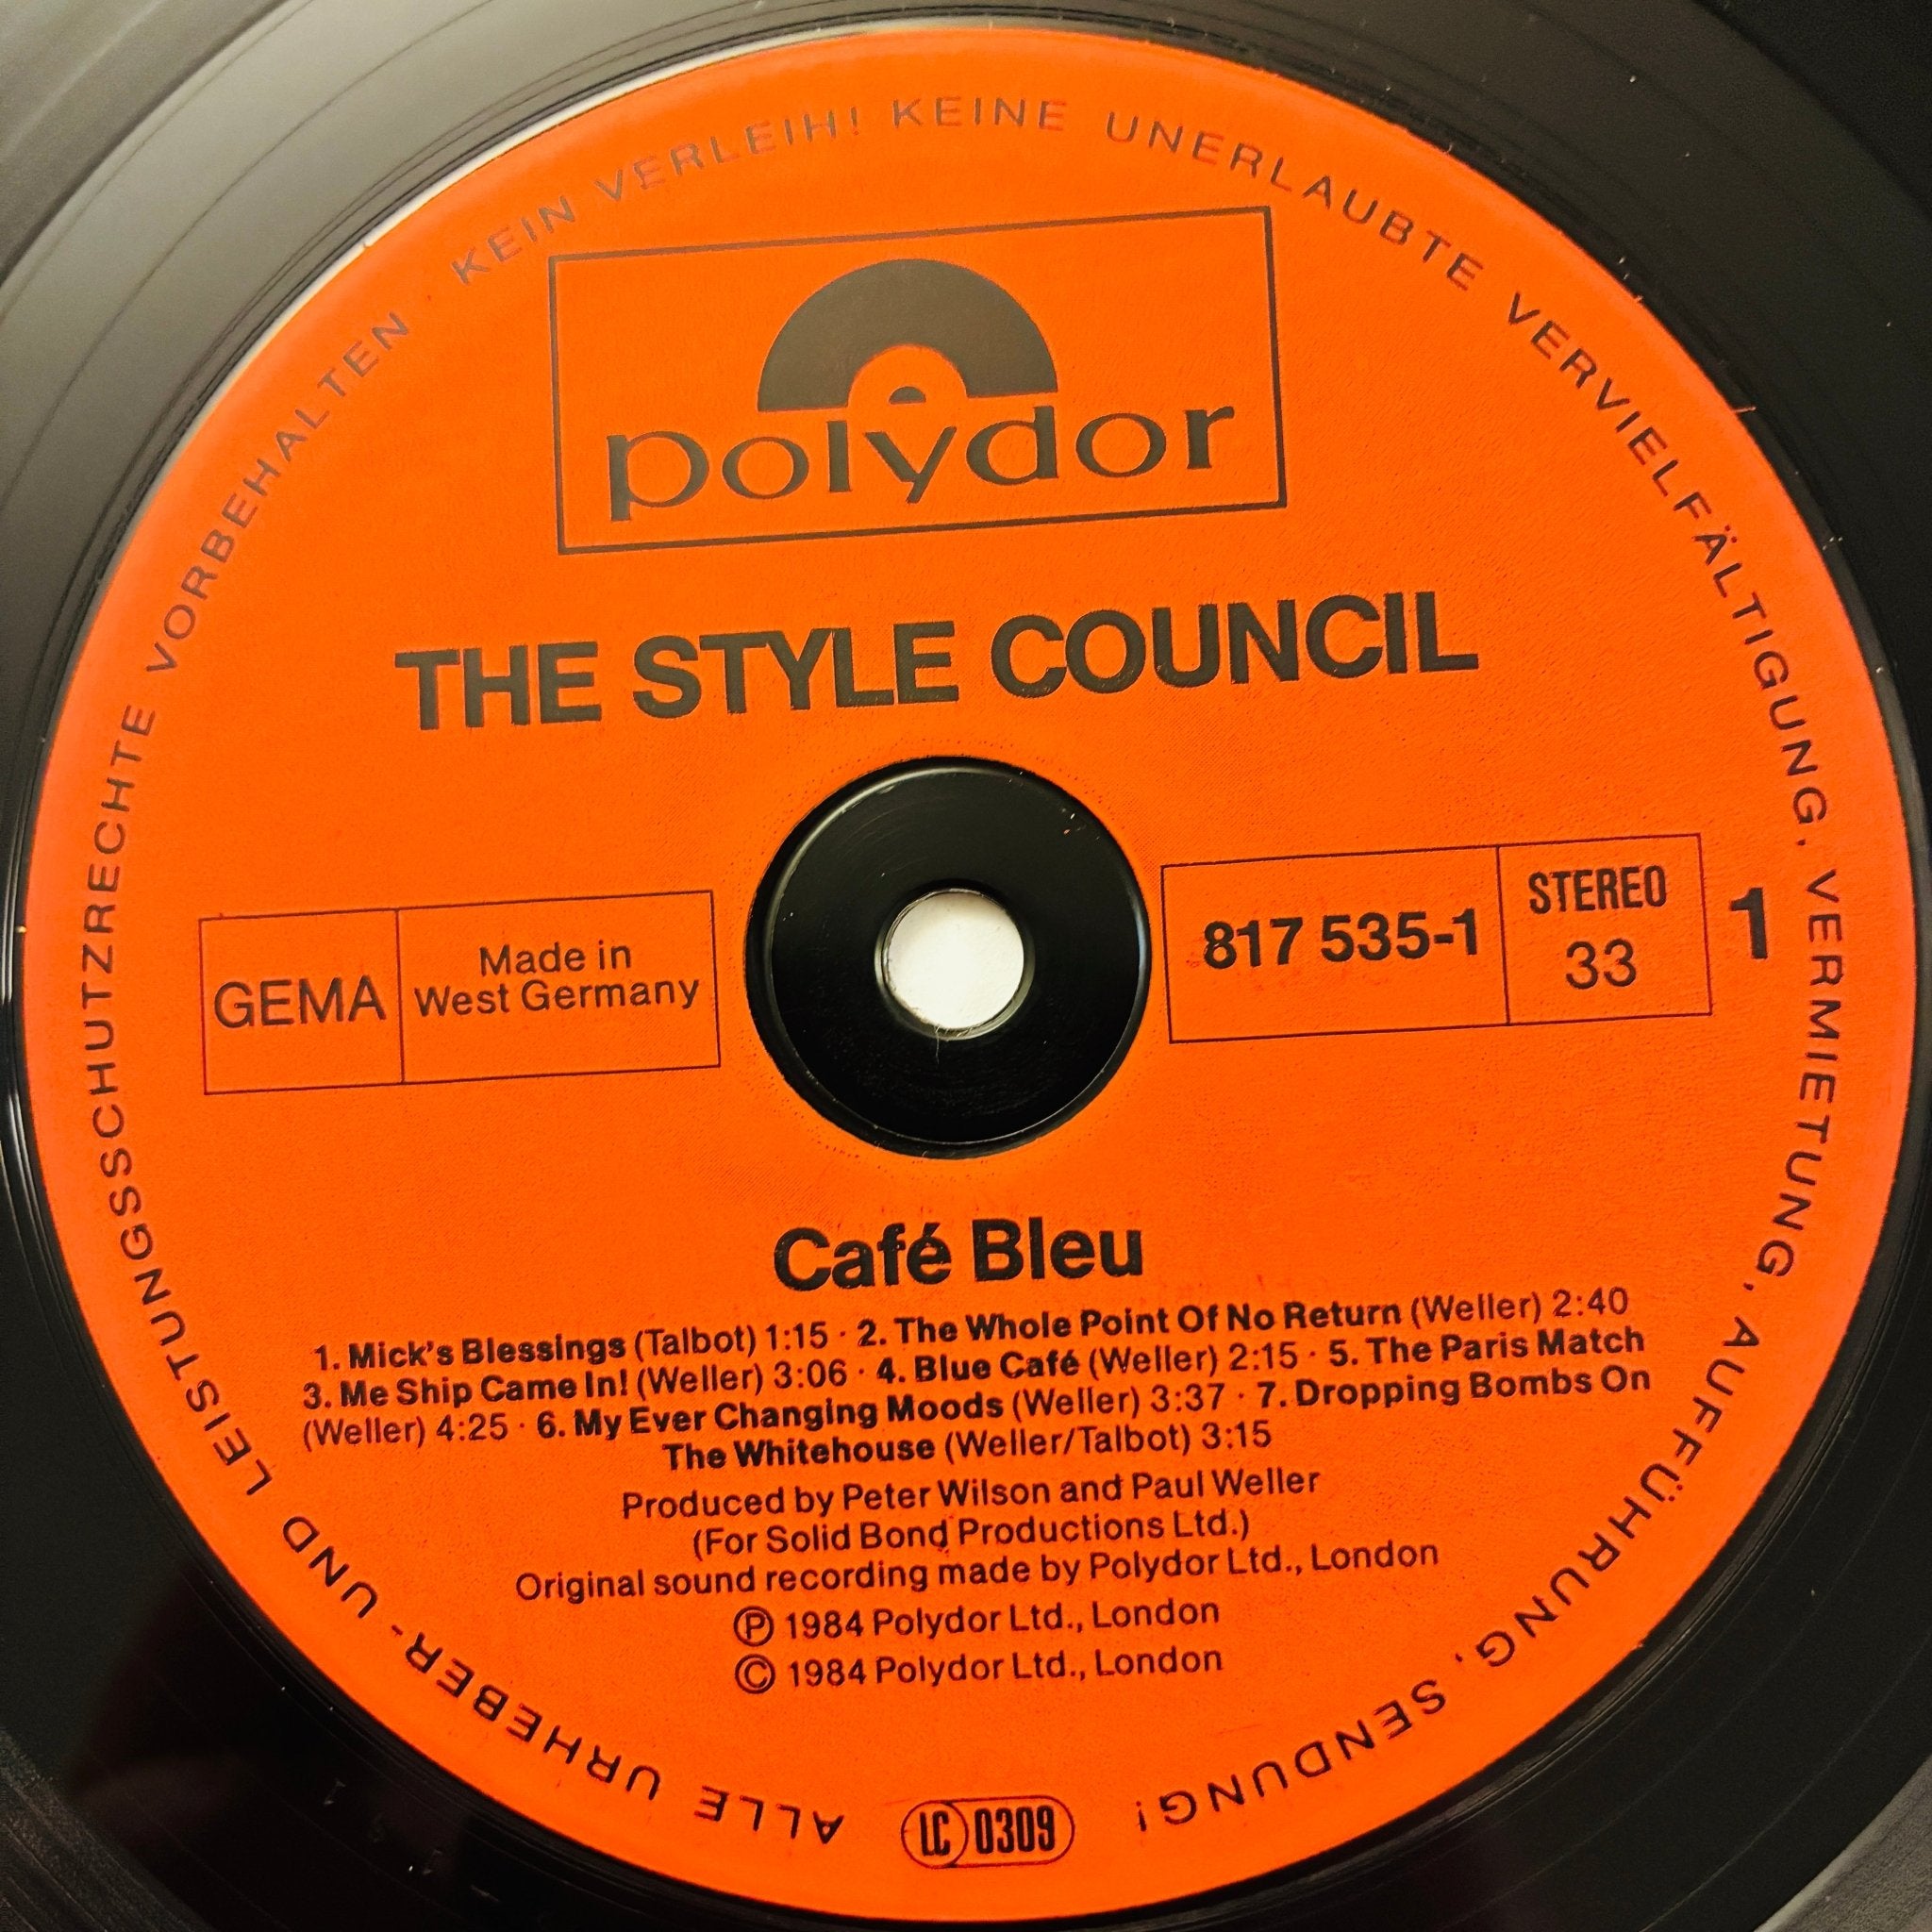 ALLE URHEBER- UND LEISTUNGSSCHUTZRECHTE VORBEHALTEN · KEIN VERLEIH! KEINE UNERLAUBTE VERVIELFÄLTIGUNG, VERMIETUNG, AUFFÜHRUNG, SENDUNG!
polydor
THE STYLE COUNCIL
GEMA
Made in
West Germany
817 535-1
STEREO
33
1
Café Bleu
1. Mick's Blessings (Talbot) 1:15 · 2. The Whole Point Of No Return (Weller) 2:40
3. Me Ship Came In! (Weller) 3:06 · 4. Blue Café (Weller) 2:15 · 5. The Paris Match
(Weller) 4:25 · 6. My Ever Changing Moods (Weller) 3:37 · 7. Dropping Bombs On
The Whitehouse (Weller/Talbot) 3:15
Produced by Peter Wilson and Paul Weller
(For Solid Bond Productions Ltd.)
Original sound recording made by Polydor Ltd., London
Ⓟ 1984 Polydor Ltd., London
© 1984 Polydor Ltd., London
LC 0309